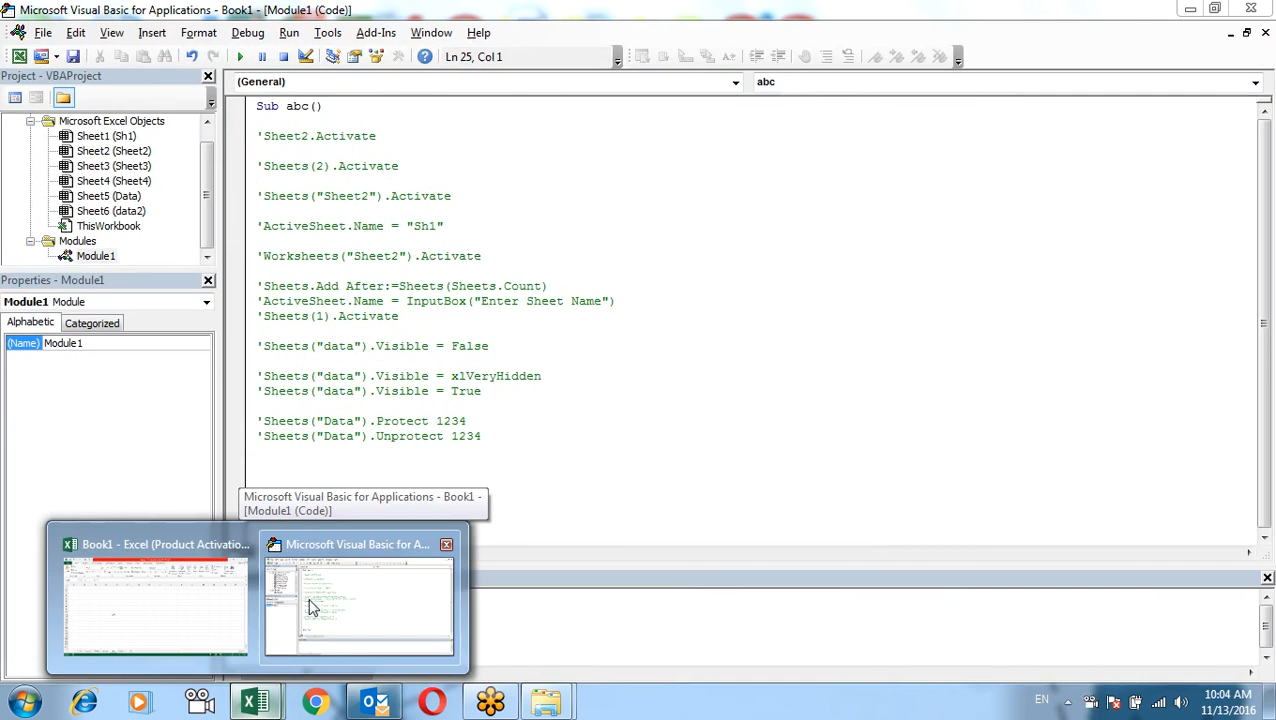 Microsoft Visual Basic for Applications - Book1 - [Module1 (Code)]
File Edit View Insert Format Debug Run Tools Add-Ins Window Help
Ln 25, Col 1
Project - VBAProject
(General)
abc
Microsoft Excel Objects
Sheet1 (Sh1)
Sheet2 (Sheet2)
Sheet3 (Sheet3)
Sheet4 (Sheet4)
Sheet5 (Data)
Sheet6 (data2)
ThisWorkbook
Modules
Module1
Properties - Module1
Module1 Module
Alphabetic Categorized
(Name) Module1
Sub abc()
'Sheet2.Activate
'Sheets(2).Activate
'Sheets("Sheet2").Activate
'ActiveSheet.Name = "Sh1"
'Worksheets("Sheet2").Activate
'Sheets.Add After:=Sheets(Sheets.Count)
'ActiveSheet.Name = InputBox("Enter Sheet Name")
'Sheets(1).Activate
'Sheets("data").Visible = False
'Sheets("data").Visible = xlVeryHidden
'Sheets("data").Visible = True
'Sheets("Data").Protect 1234
'Sheets("Data").Unprotect 1234
Microsoft Visual Basic for Applications - Book1 -
[Module1 (Code)]
Book1 - Excel (Product Activatio...
Microsoft Visual Basic for A...
EN
10:04 AM
11/13/2016